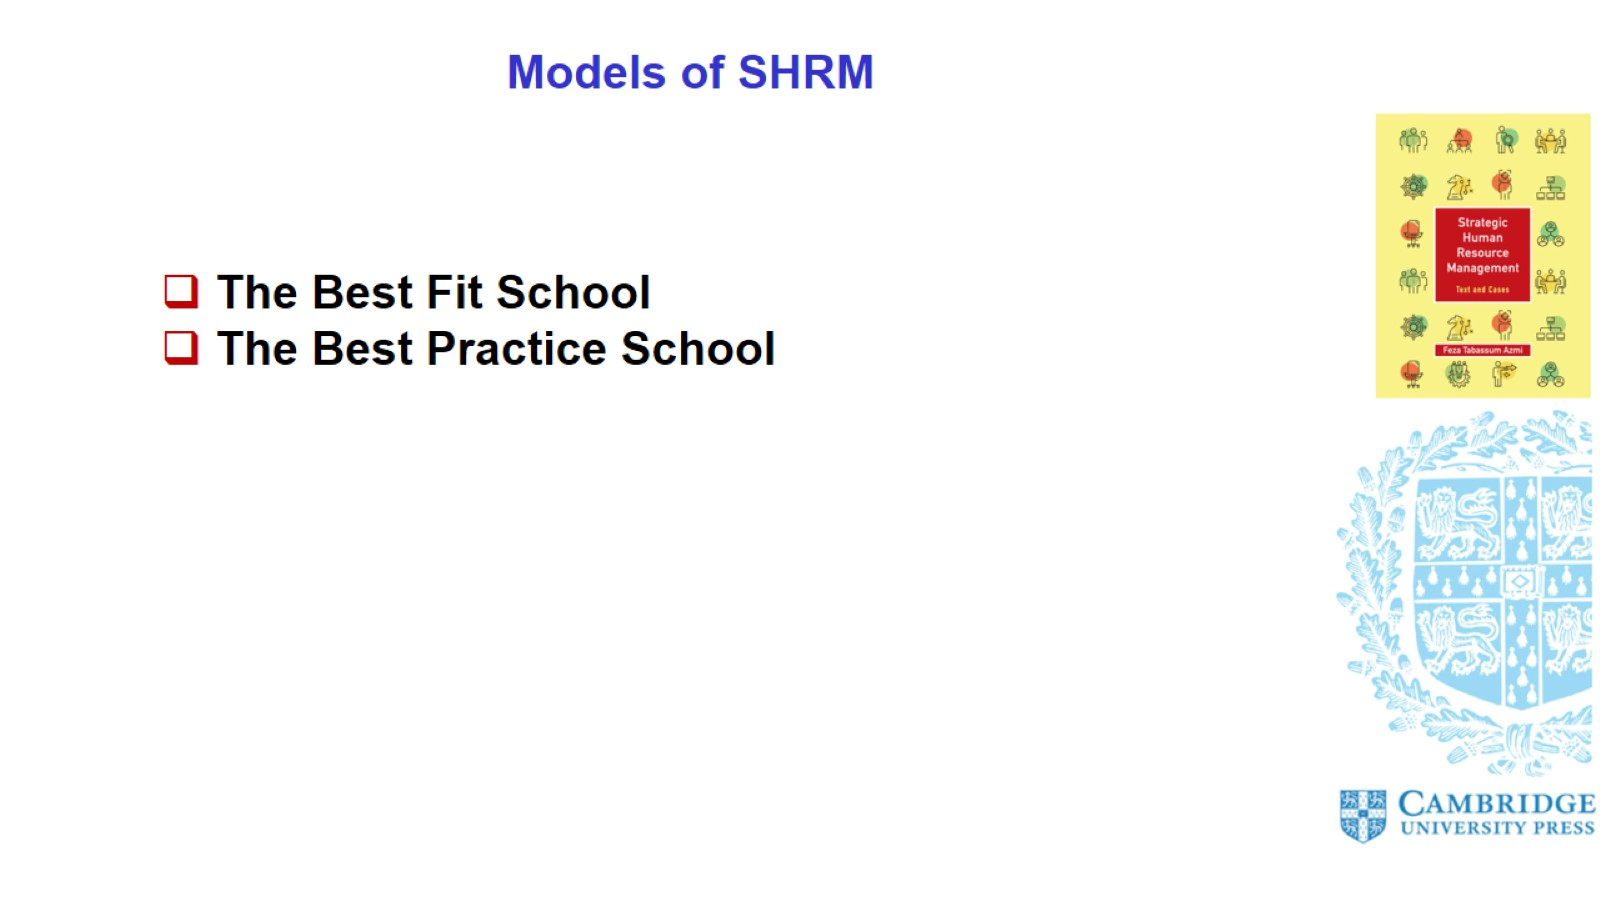 Models of SHRM
The Best Fit School
The Best Practice School
Strategic
Human
Resource
Management
Text and Cases
Feza Tabassum Azmi
CAMBRIDGE
UNIVERSITY PRESS